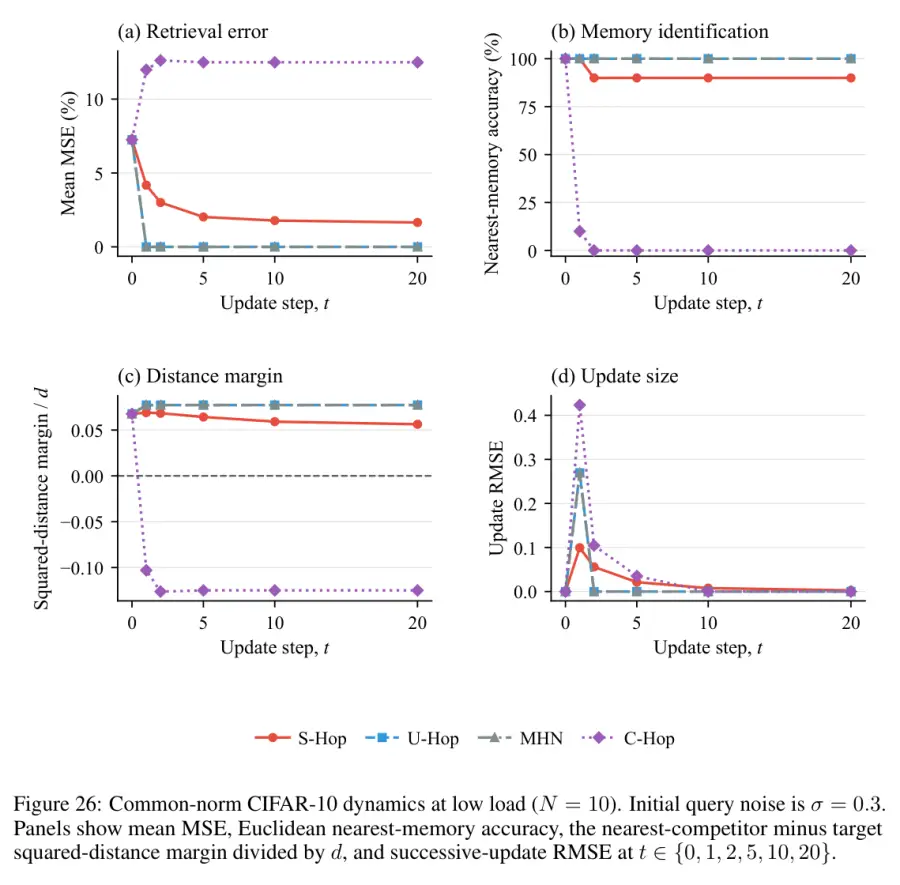 (a) Retrieval error
Mean MSE (%)
10
5
0
0 5 10 20
Update step, t
(b) Memory identification
Nearest-memory accuracy (%)
100
75
50
25
0
0 5 10 20
Update step, t
(c) Distance margin
Squared-distance margin / d
0.05
0.00
−0.05
−0.10
0 5 10 20
Update step, t
(d) Update size
Update RMSE
0.4
0.3
0.2
0.1
0.0
0 5 10 20
Update step, t
S-Hop U-Hop MHN C-Hop
Figure 26: Common-norm CIFAR-10 dynamics at low load (N = 10). Initial query noise is σ = 0.3.
Panels show mean MSE, Euclidean nearest-memory accuracy, the nearest-competitor minus target
squared-distance margin divided by d, and successive-update RMSE at t ∈ {0, 1, 2, 5, 10, 20}.